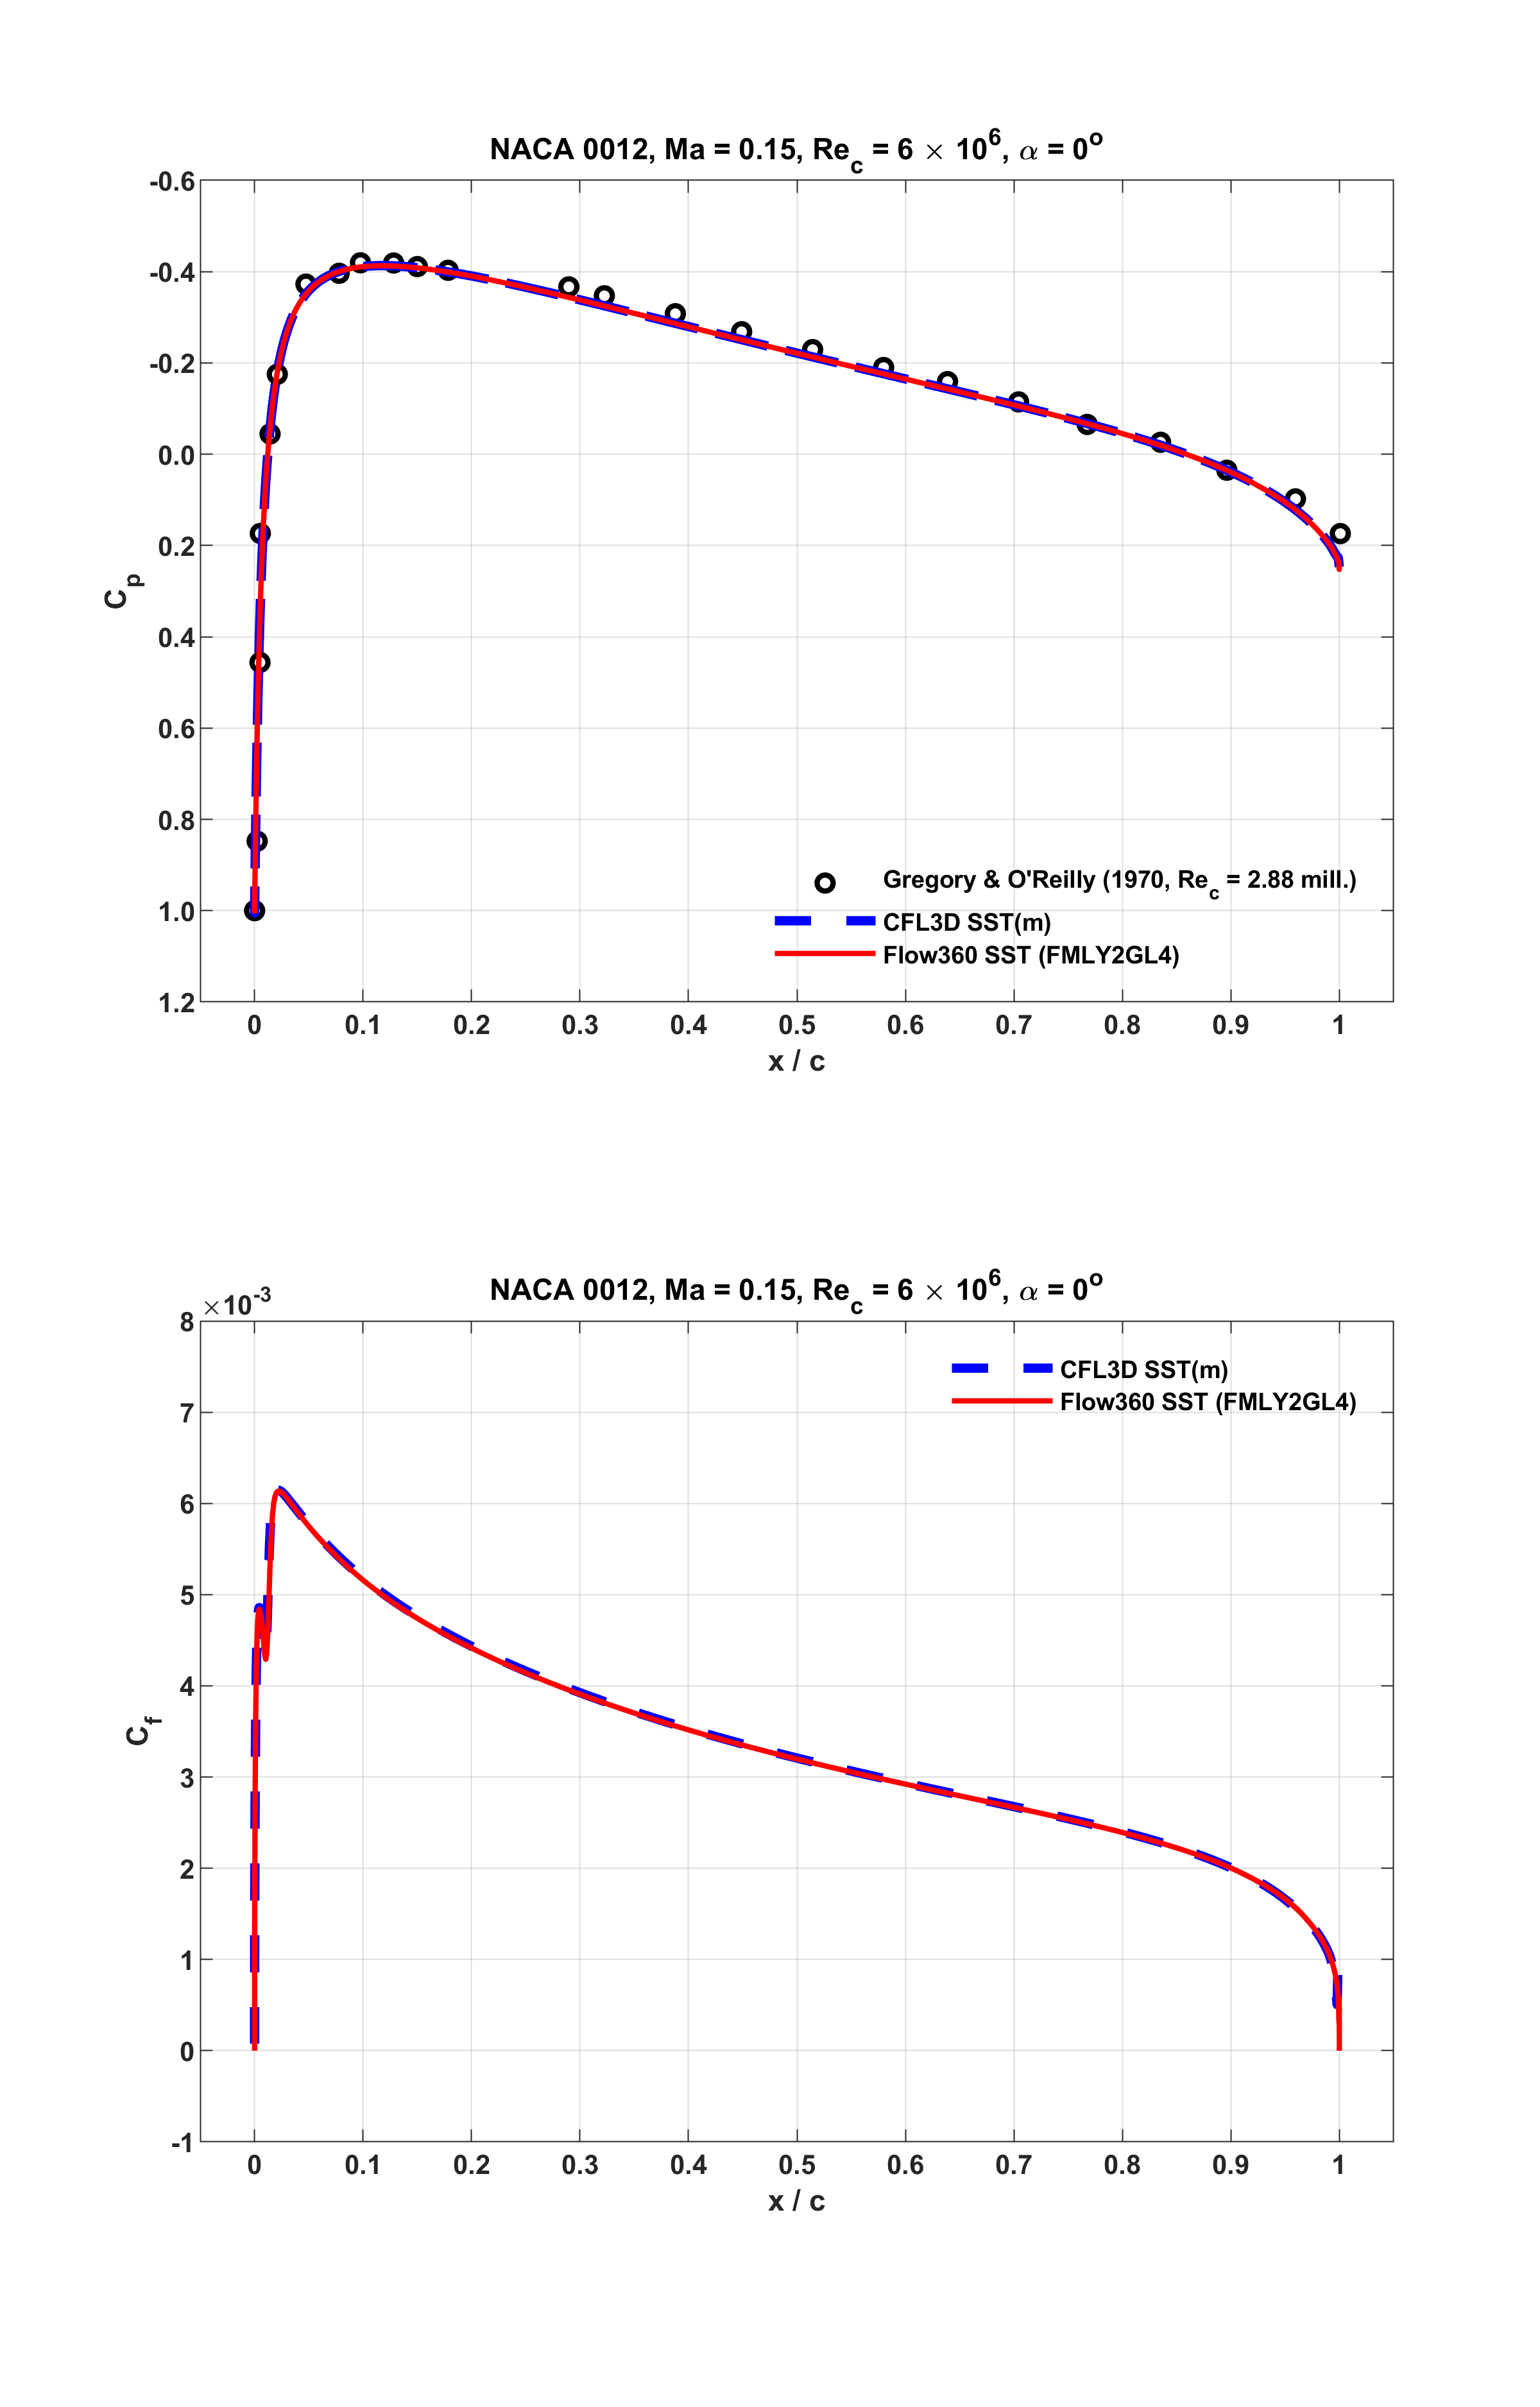 NACA 0012, Ma = 0.15, Re_c = 6 × 10^6, α = 0^o
-0.6
-0.4
-0.2
0.0
0.2
0.4
0.6
0.8
1.0
1.2
C_p
Gregory & O'Reilly (1970, Re_c = 2.88 mill.)
CFL3D SST(m)
Flow360 SST (FMLY2GL4)
0 0.1 0.2 0.3 0.4 0.5 0.6 0.7 0.8 0.9 1
x / c
NACA 0012, Ma = 0.15, Re_c = 6 × 10^6, α = 0^o
×10^-3
8
7
6
5
4
3
2
1
0
-1
C_f
CFL3D SST(m)
Flow360 SST (FMLY2GL4)
0 0.1 0.2 0.3 0.4 0.5 0.6 0.7 0.8 0.9 1
x / c